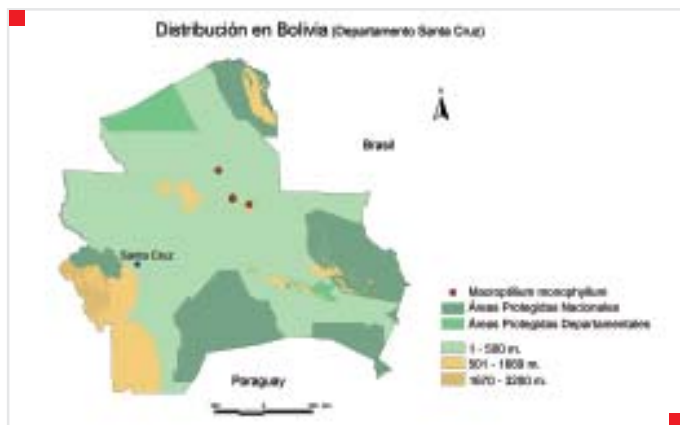 Distribución en Bolivia (Departamento Santa Cruz)
Brasil
Santa Cruz
Macroptilium monophyllum
Áreas Protegidas Nacionales
Áreas Protegidas Departamentales
1 - 500 m.
Paraguay